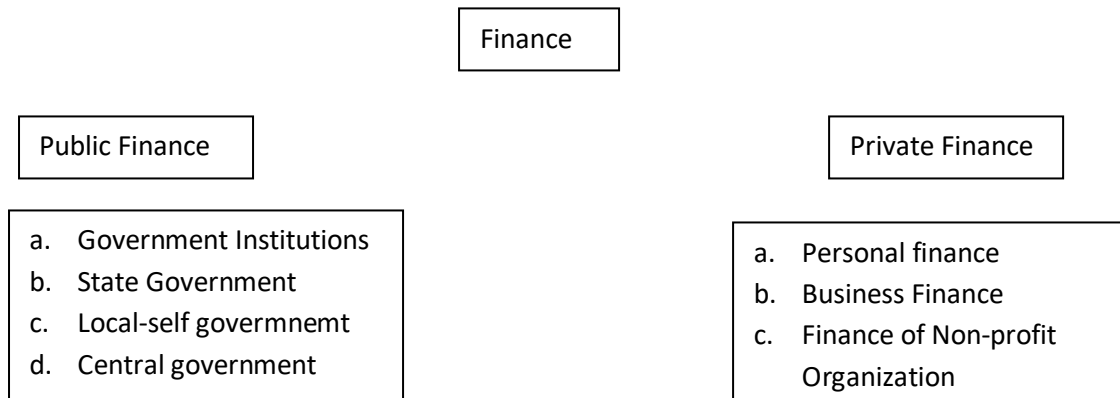 Finance
Public Finance
Private Finance
a. Government Institutions
b. State Government
c. Local-self govermnemt
d. Central government
a. Personal finance
b. Business Finance
c. Finance of Non-profit
Organization